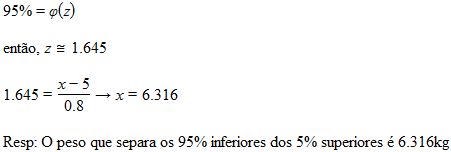 95% = φ(z)
então, z ≅ 1.645
1.645 = (x − 5)/0.8 → x = 6.316
Resp: O peso que separa os 95% inferiores dos 5% superiores é 6.316kg